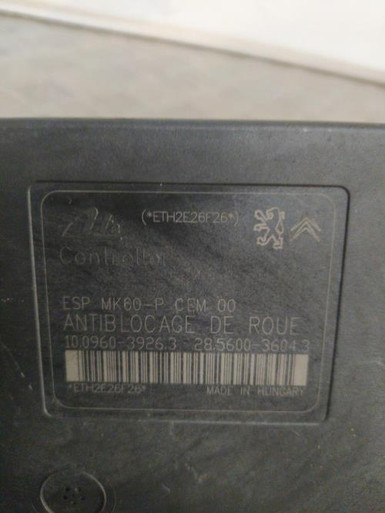 Ate (*ETH2E26F26*)
Controller
ESP MK60-P CEM 00
ANTIBLOCAGE DE ROUE
10.0960-3926.3 28.5600-3604.3
*ETH2E26F26* MADE IN HUNGARY